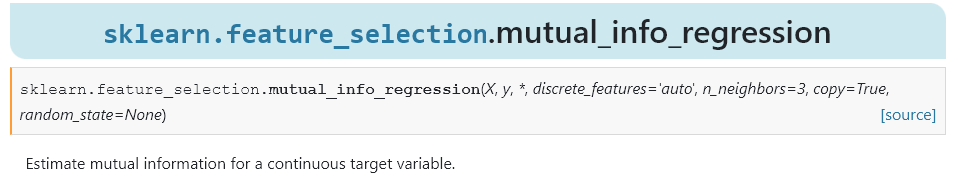 sklearn.feature_selection.mutual_info_regression
sklearn.feature_selection.mutual_info_regression(X, y, *, discrete_features='auto', n_neighbors=3, copy=True,
random_state=None) [source]
Estimate mutual information for a continuous target variable.